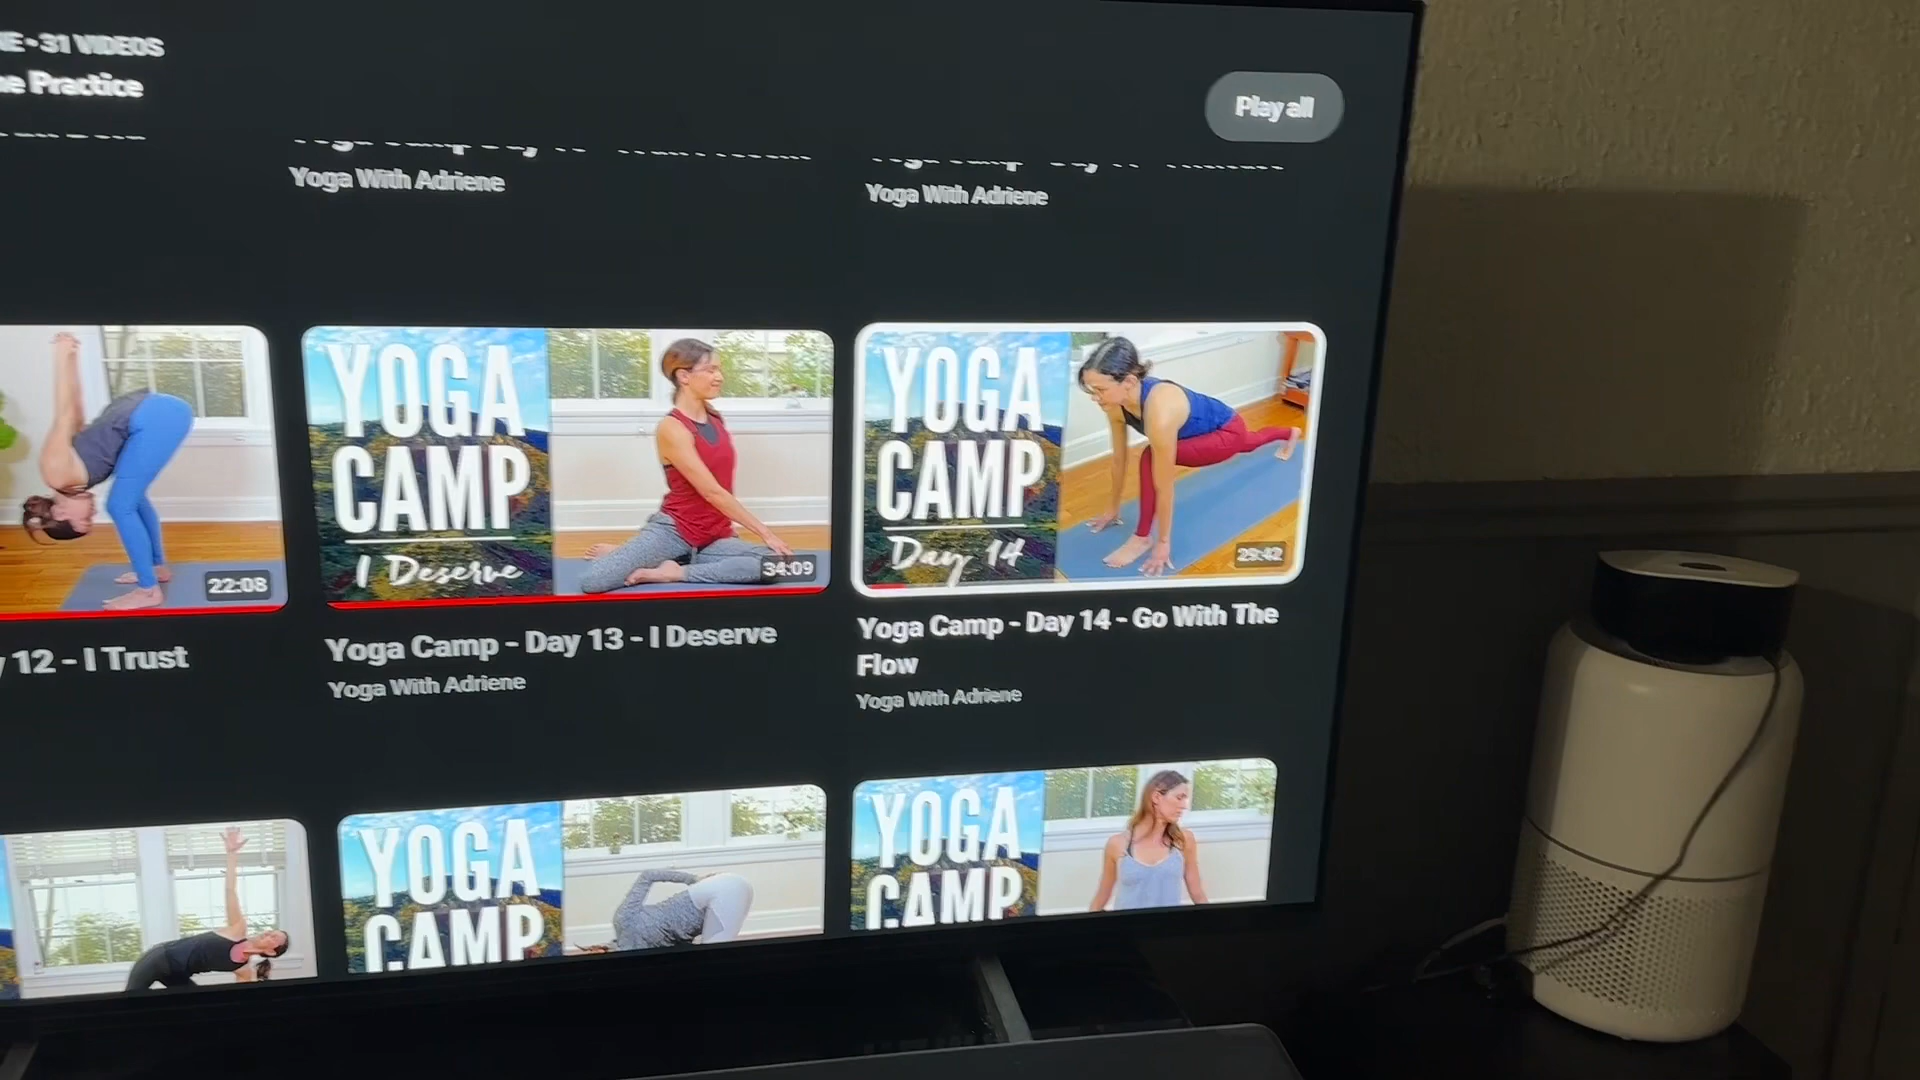 31 VIDEOS
Practice
Play all
Yoga With Adriene
Yoga With Adriene
22:08
YOGA
CAMP
I Deserve
34:09
YOGA
CAMP
Day 14
29:42
12 - I Trust
Yoga Camp - Day 13 - I Deserve
Yoga With Adriene
Yoga Camp - Day 14 - Go With The
Flow
Yoga With Adriene
YOGA
CAMP
YOGA
CAMP